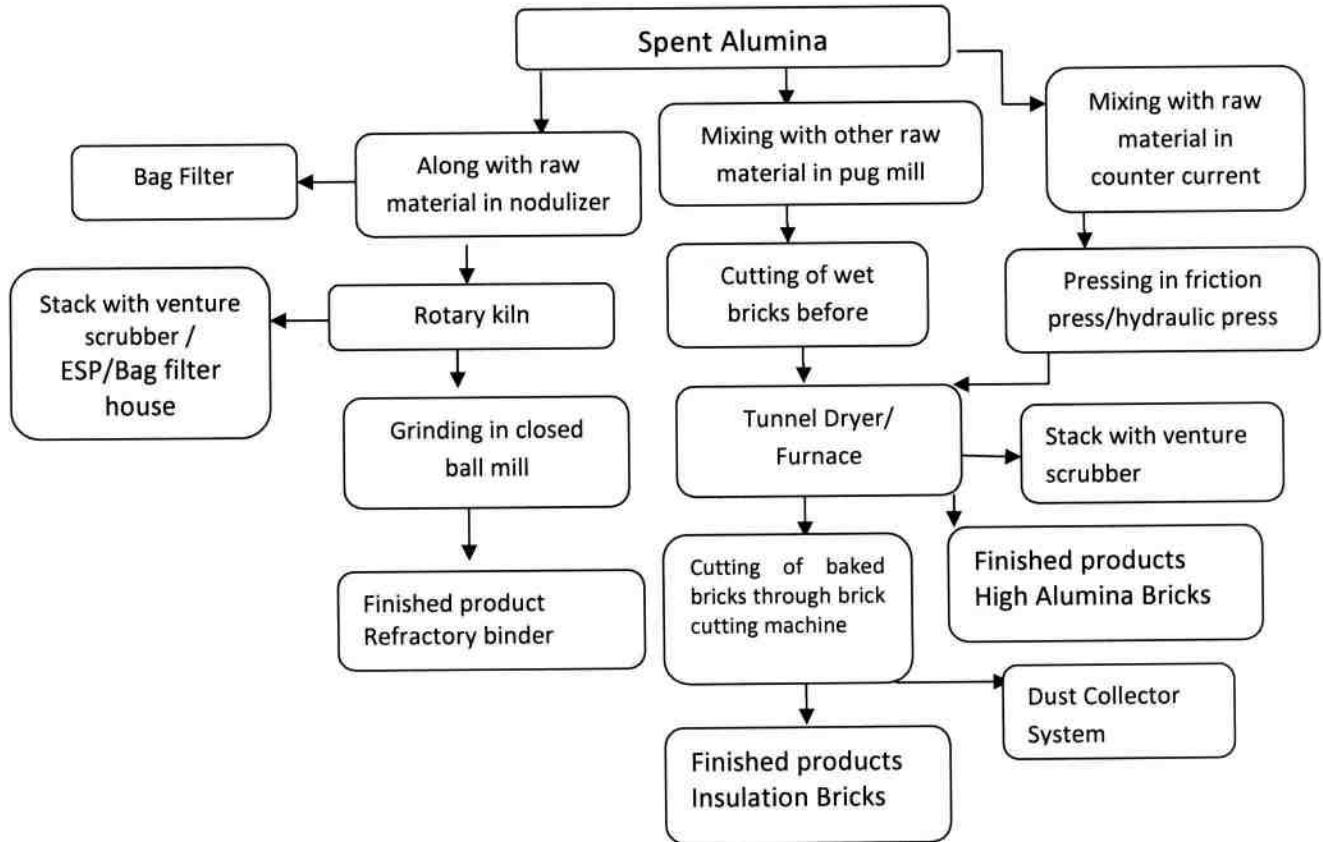 Spent Alumina
Mixing with raw
material in
counter current
Mixing with other raw
material in pug mill
Along with raw
material in nodulizer
Bag Filter
Cutting of wet
bricks before
Pressing in friction
press/hydraulic press
Stack with venture
scrubber /
ESP/Bag filter
house
Rotary kiln
Tunnel Dryer/
Furnace
Stack with venture
scrubber
Grinding in closed
ball mill
Cutting of baked
bricks through brick
cutting machine
Finished products
High Alumina Bricks
Finished product
Refractory binder
Dust Collector
System
Finished products
Insulation Bricks